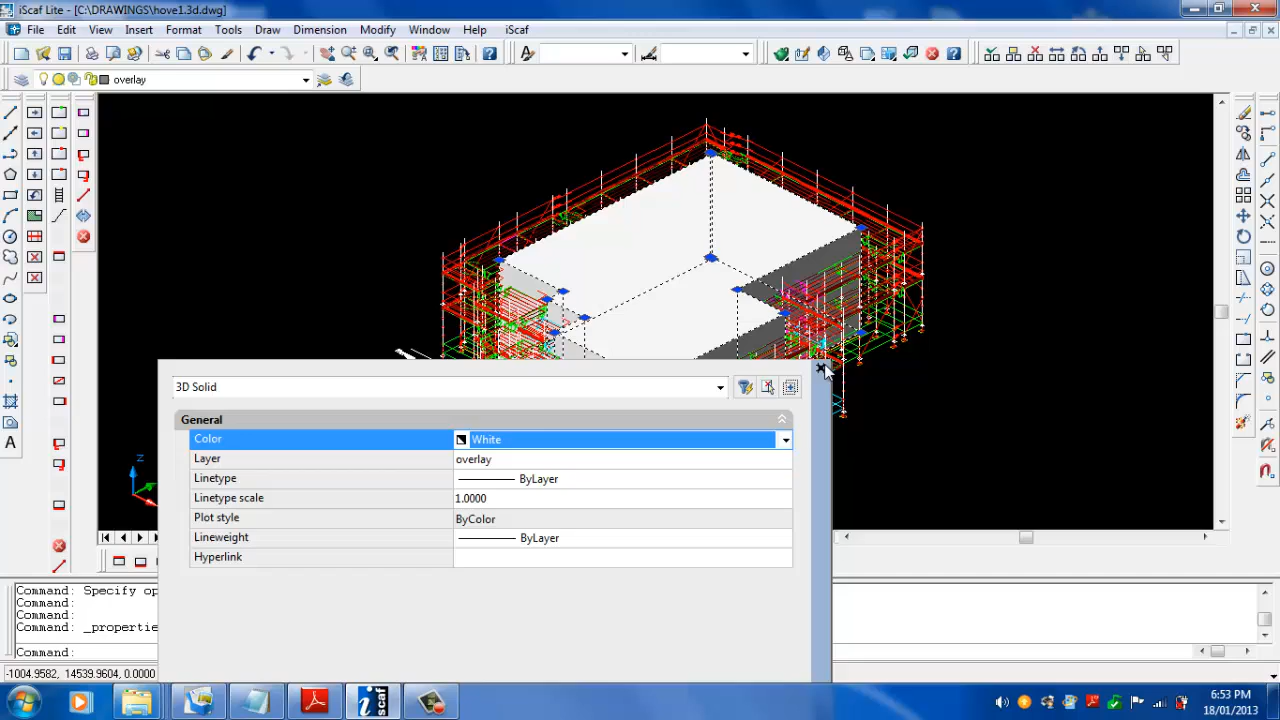 iScaf Lite - [C:\DRAWINGS\hove1.3d.dwg]
File Edit View Insert Format Tools Draw Dimension Modify Window Help iScaf
overlay
3D Solid
General
Color White
Layer overlay
Linetype ByLayer
Linetype scale 1.0000
Plot style ByColor
Lineweight ByLayer
Hyperlink
Z
A
Command: Specify op
Command:
Command:
Command: _propertie
Command:
-1004.9582, 14539.9604, 0.0000
iscaf
6:53 PM
18/01/2013